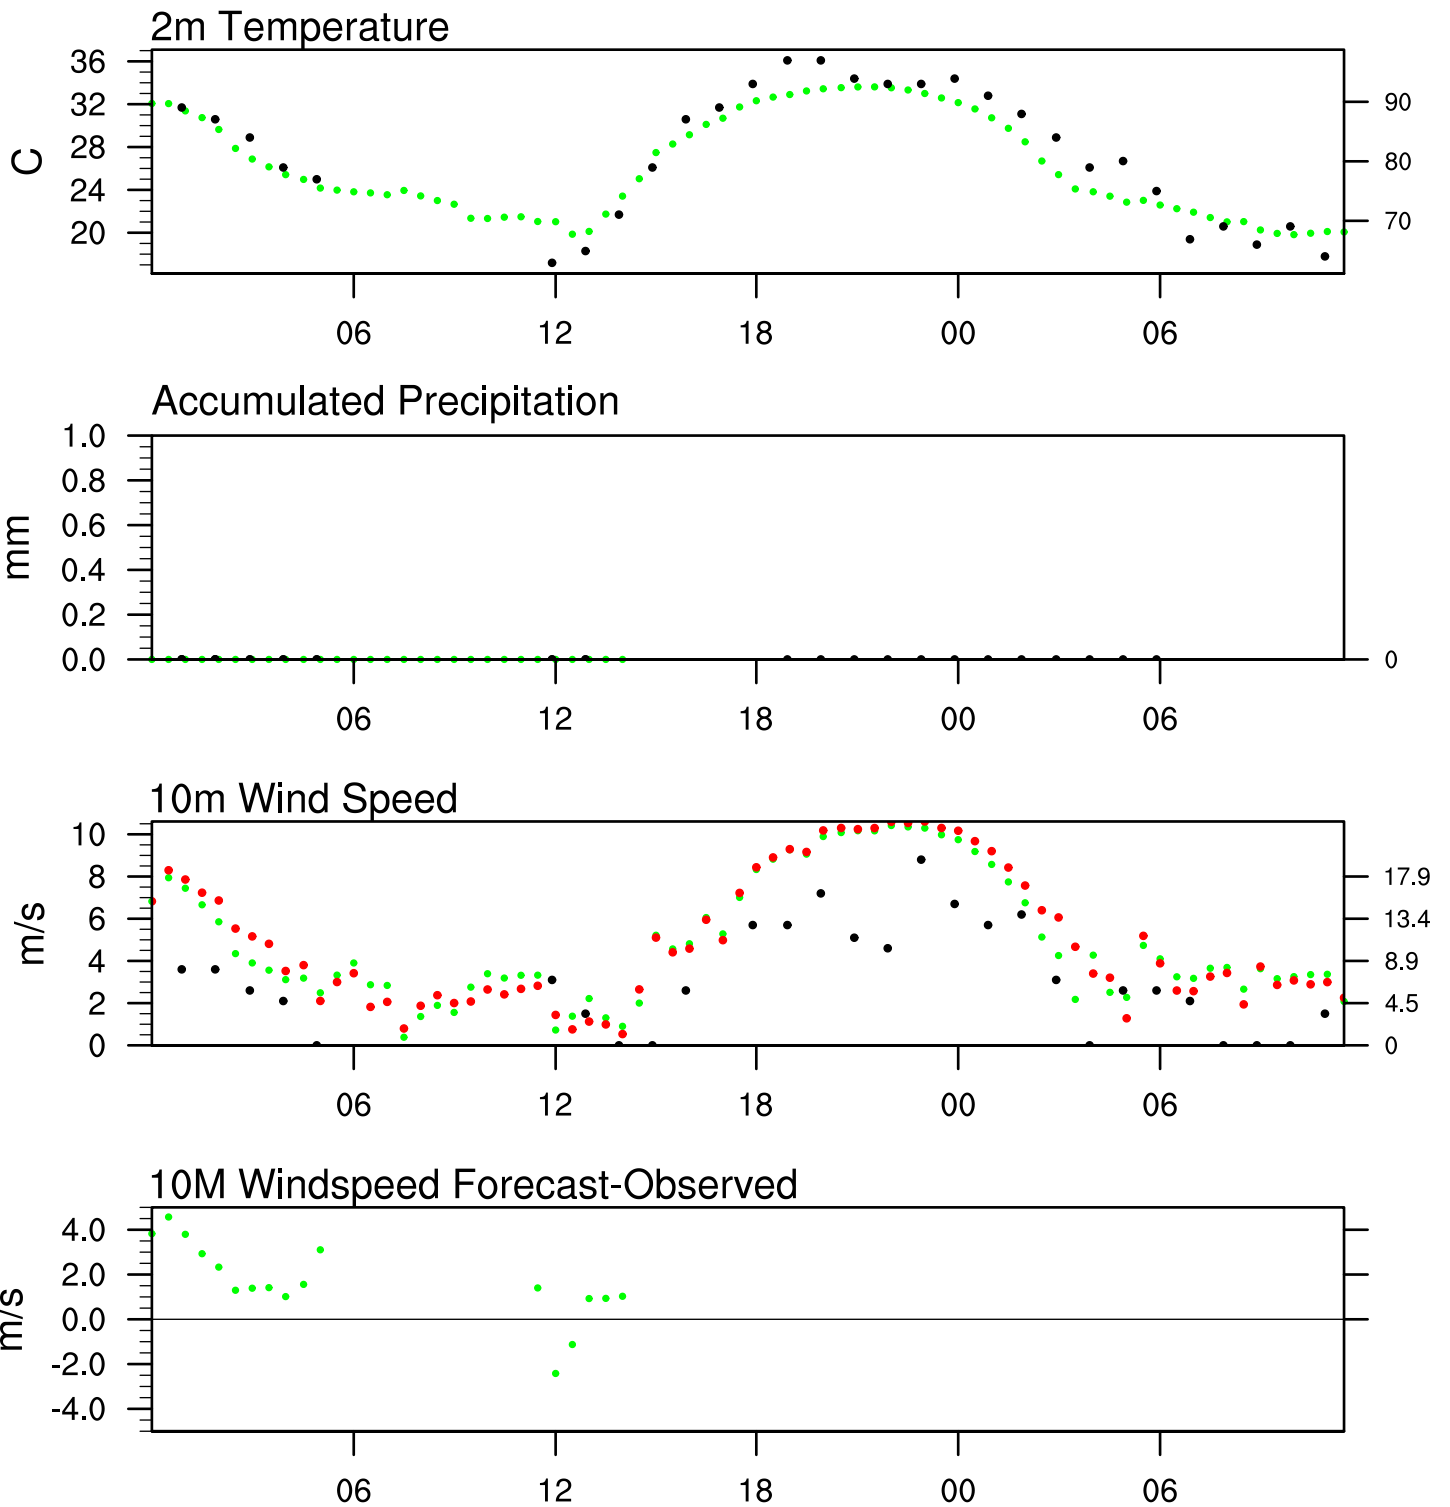 2m Temperature
36
32
28
24
20
C
90
80
70
06 12 18 00 06
Accumulated Precipitation
1.0
0.8
0.6
0.4
0.2
0.0
mm
0
06 12 18 00 06
10m Wind Speed
10
8
6
4
2
0
m/s
17.9
13.4
8.9
4.5
0
06 12 18 00 06
10M Windspeed Forecast-Observed
4.0
2.0
0.0
-2.0
-4.0
m/s
06 12 18 00 06